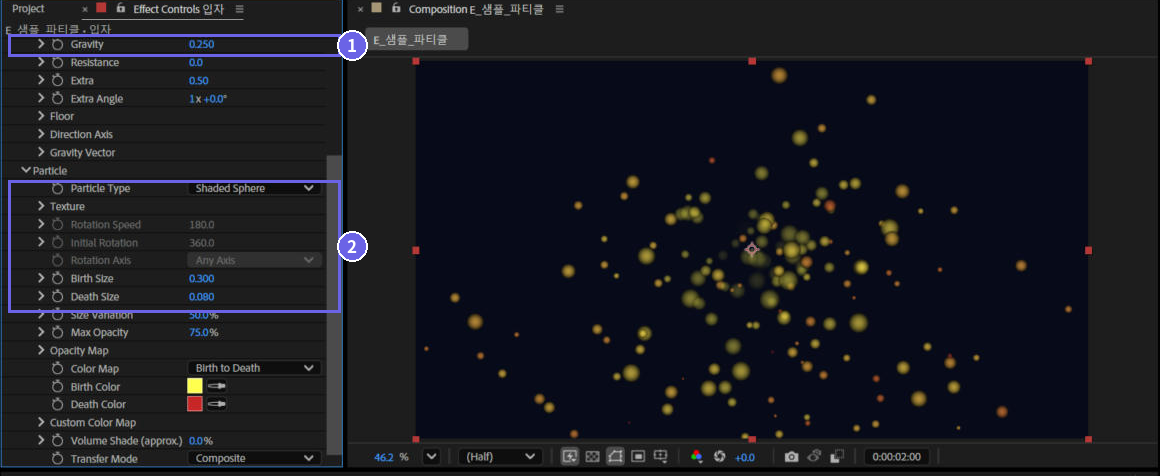 Project × Effect Controls 입자 × Composition E_샘플_파티클
E_샘플_파티클 • 입자
Gravity 0.250
1
E_샘플_파티클
Resistance 0.0
Extra 0.50
Extra Angle 1x +0.0°
Floor
Direction Axis
Gravity Vector
Particle
Particle Type Shaded Sphere
Texture
Rotation Speed 180.0
Initial Rotation 360.0
2
Rotation Axis Any Axis
Birth Size 0.300
Death Size 0.080
Size Variation 50.0%
Max Opacity 75.0%
Opacity Map
Color Map Birth to Death
Birth Color
Death Color
Custom Color Map
Volume Shade (approx.) 0.0%
Transfer Mode Composite
46.2 % (Half) +0.0 0:00:02:00